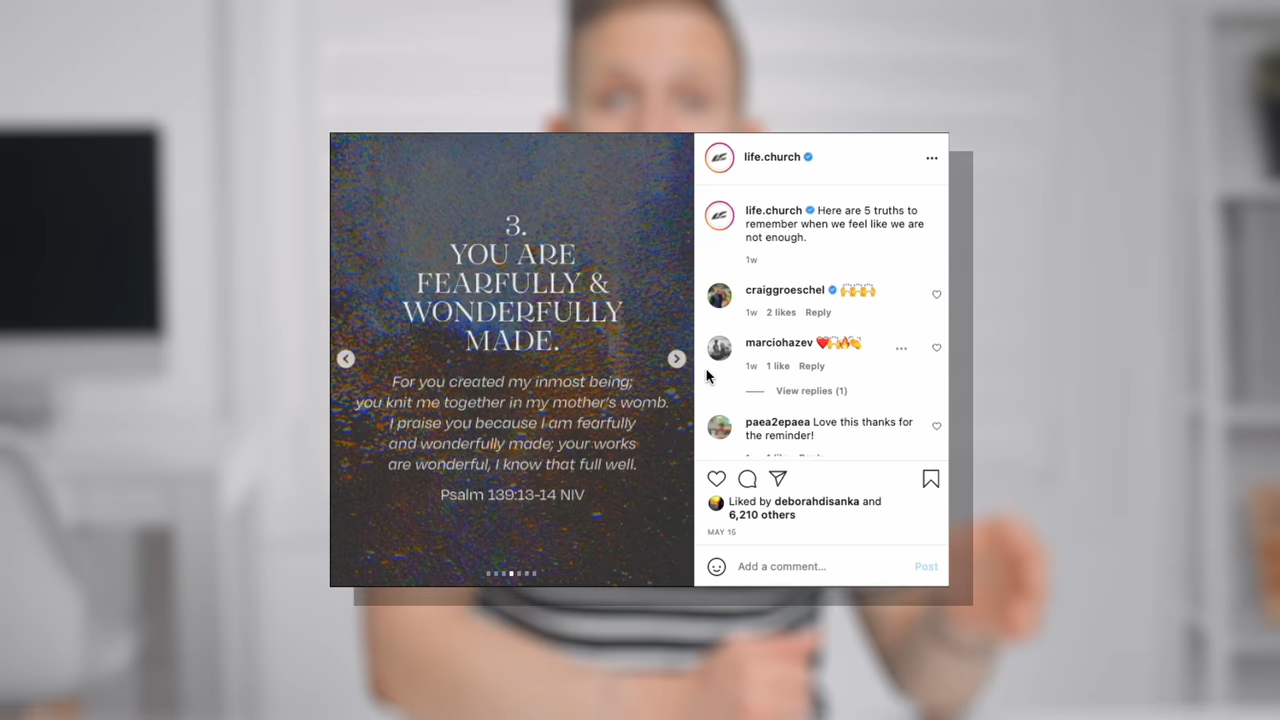 3.
YOU ARE
FEARFULLY &
WONDERFULLY
MADE.
For you created my inmost being;
you knit me together in my mother's womb.
I praise you because I am fearfully
and wonderfully made; your works
are wonderful, I know that full well.
Psalm 139:13-14 NIV
life.church
life.church Here are 5 truths to
remember when we feel like we are
not enough.
1w
craiggroeschel 🙌🙌🙌
1w 2 likes Reply
marciohazev ❤️🙌🔥👏
1w 1 like Reply
View replies (1)
paea2epaea Love this thanks for
the reminder!
Liked by deborahdisanka and
6,210 others
MAY 15
Add a comment... Post